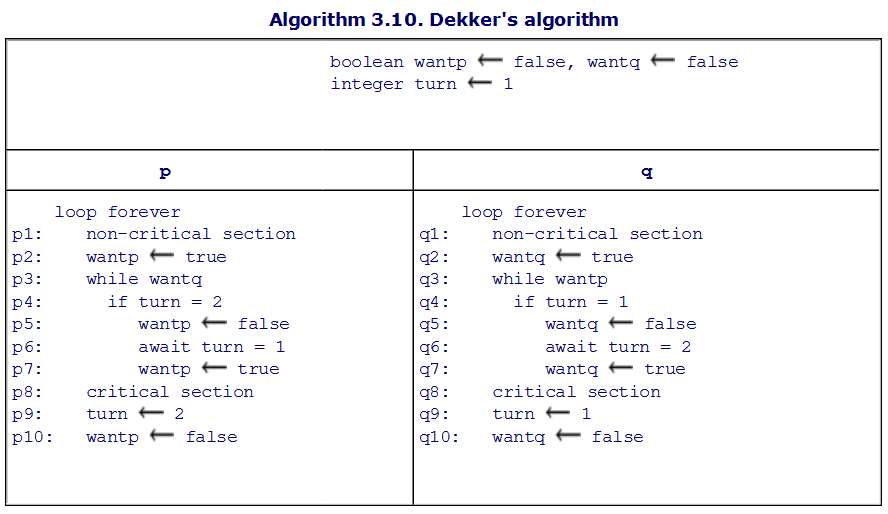 Algorithm 3.10. Dekker's algorithm
boolean wantp ← false, wantq ← false
integer turn ← 1
p
q
loop forever
p1: non-critical section
p2: wantp ← true
p3: while wantq
p4: if turn = 2
p5: wantp ← false
p6: await turn = 1
p7: wantp ← true
p8: critical section
p9: turn ← 2
p10: wantp ← false
loop forever
q1: non-critical section
q2: wantq ← true
q3: while wantp
q4: if turn = 1
q5: wantq ← false
q6: await turn = 2
q7: wantq ← true
q8: critical section
q9: turn ← 1
q10: wantq ← false